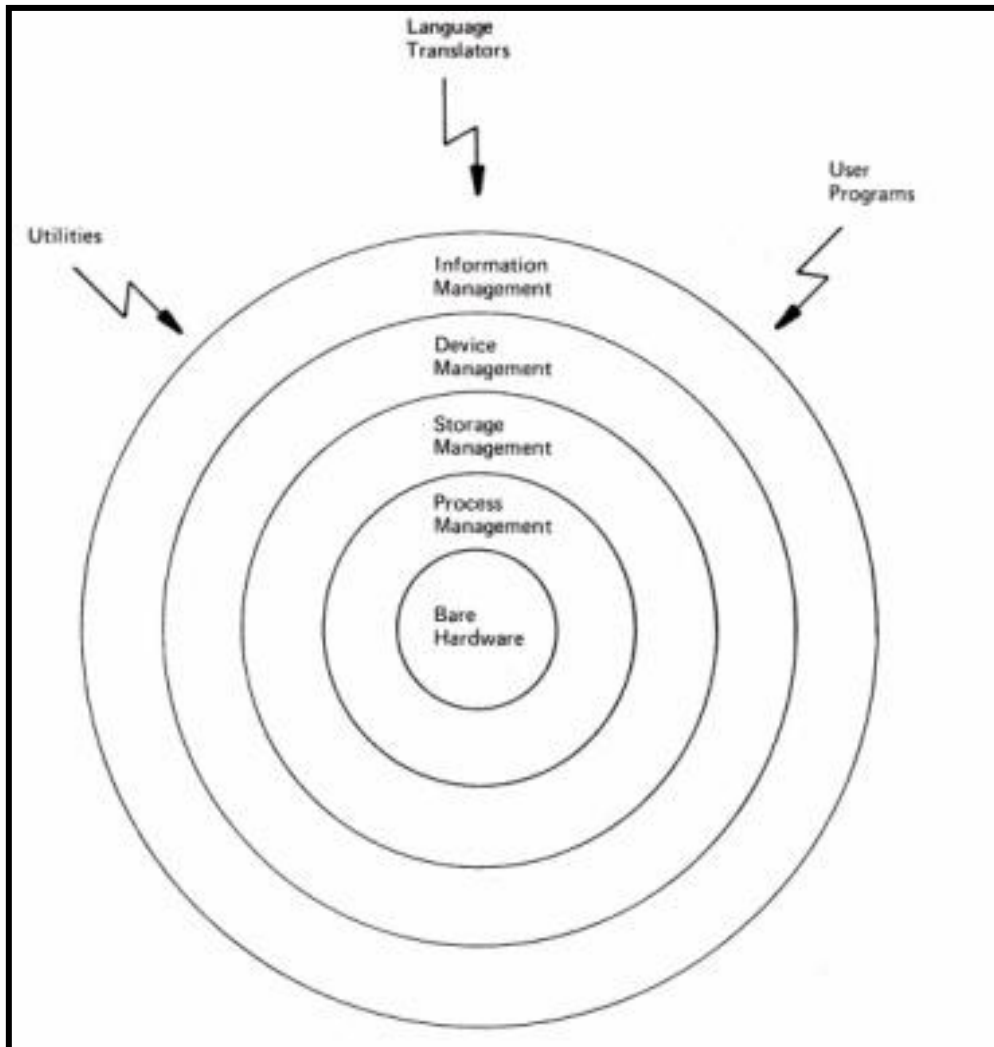 Language
Translators
User
Programs
Utilities
Information
Management
Device
Management
Storage
Management
Process
Management
Bare
Hardware